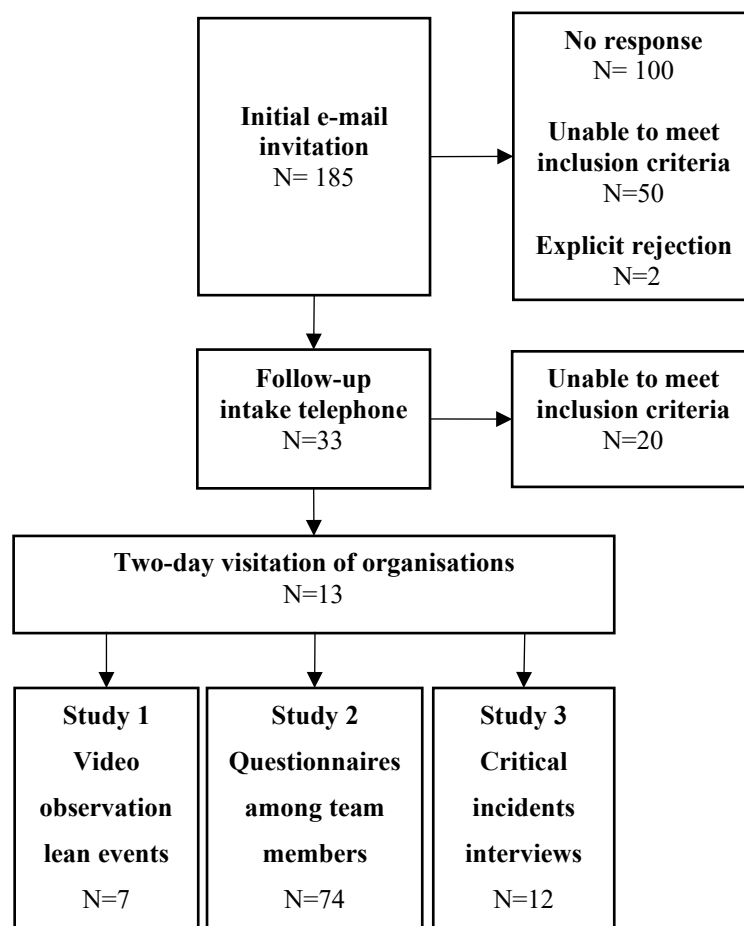 Initial e-mail
invitation
N= 185
No response
N= 100
Unable to meet
inclusion criteria
N=50
Explicit rejection
N=2
Follow-up
intake telephone
N=33
Unable to meet
inclusion criteria
N=20
Two-day visitation of organisations
N=13
Study 1
Video
observation
lean events
N=7
Study 2
Questionnaires
among team
members
N=74
Study 3
Critical
incidents
interviews
N=12